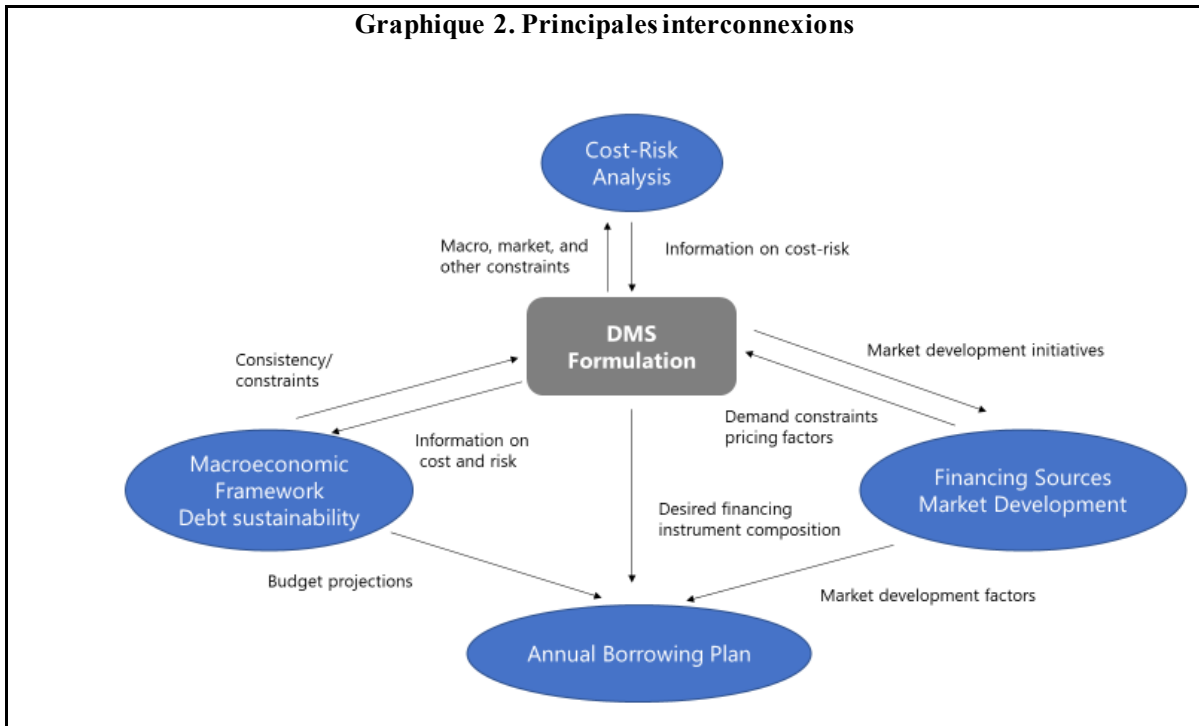 Graphique 2. Principales interconnexions
Cost-Risk
Analysis
Macro, market, and
other constraints
Information on cost-risk
DMS
Formulation
Consistency/
constraints
Market development initiatives
Information on
cost and risk
Demand constraints
pricing factors
Macroeconomic
Framework
Debt sustainability
Financing Sources
Market Development
Desired financing
instrument composition
Budget projections
Market development factors
Annual Borrowing Plan